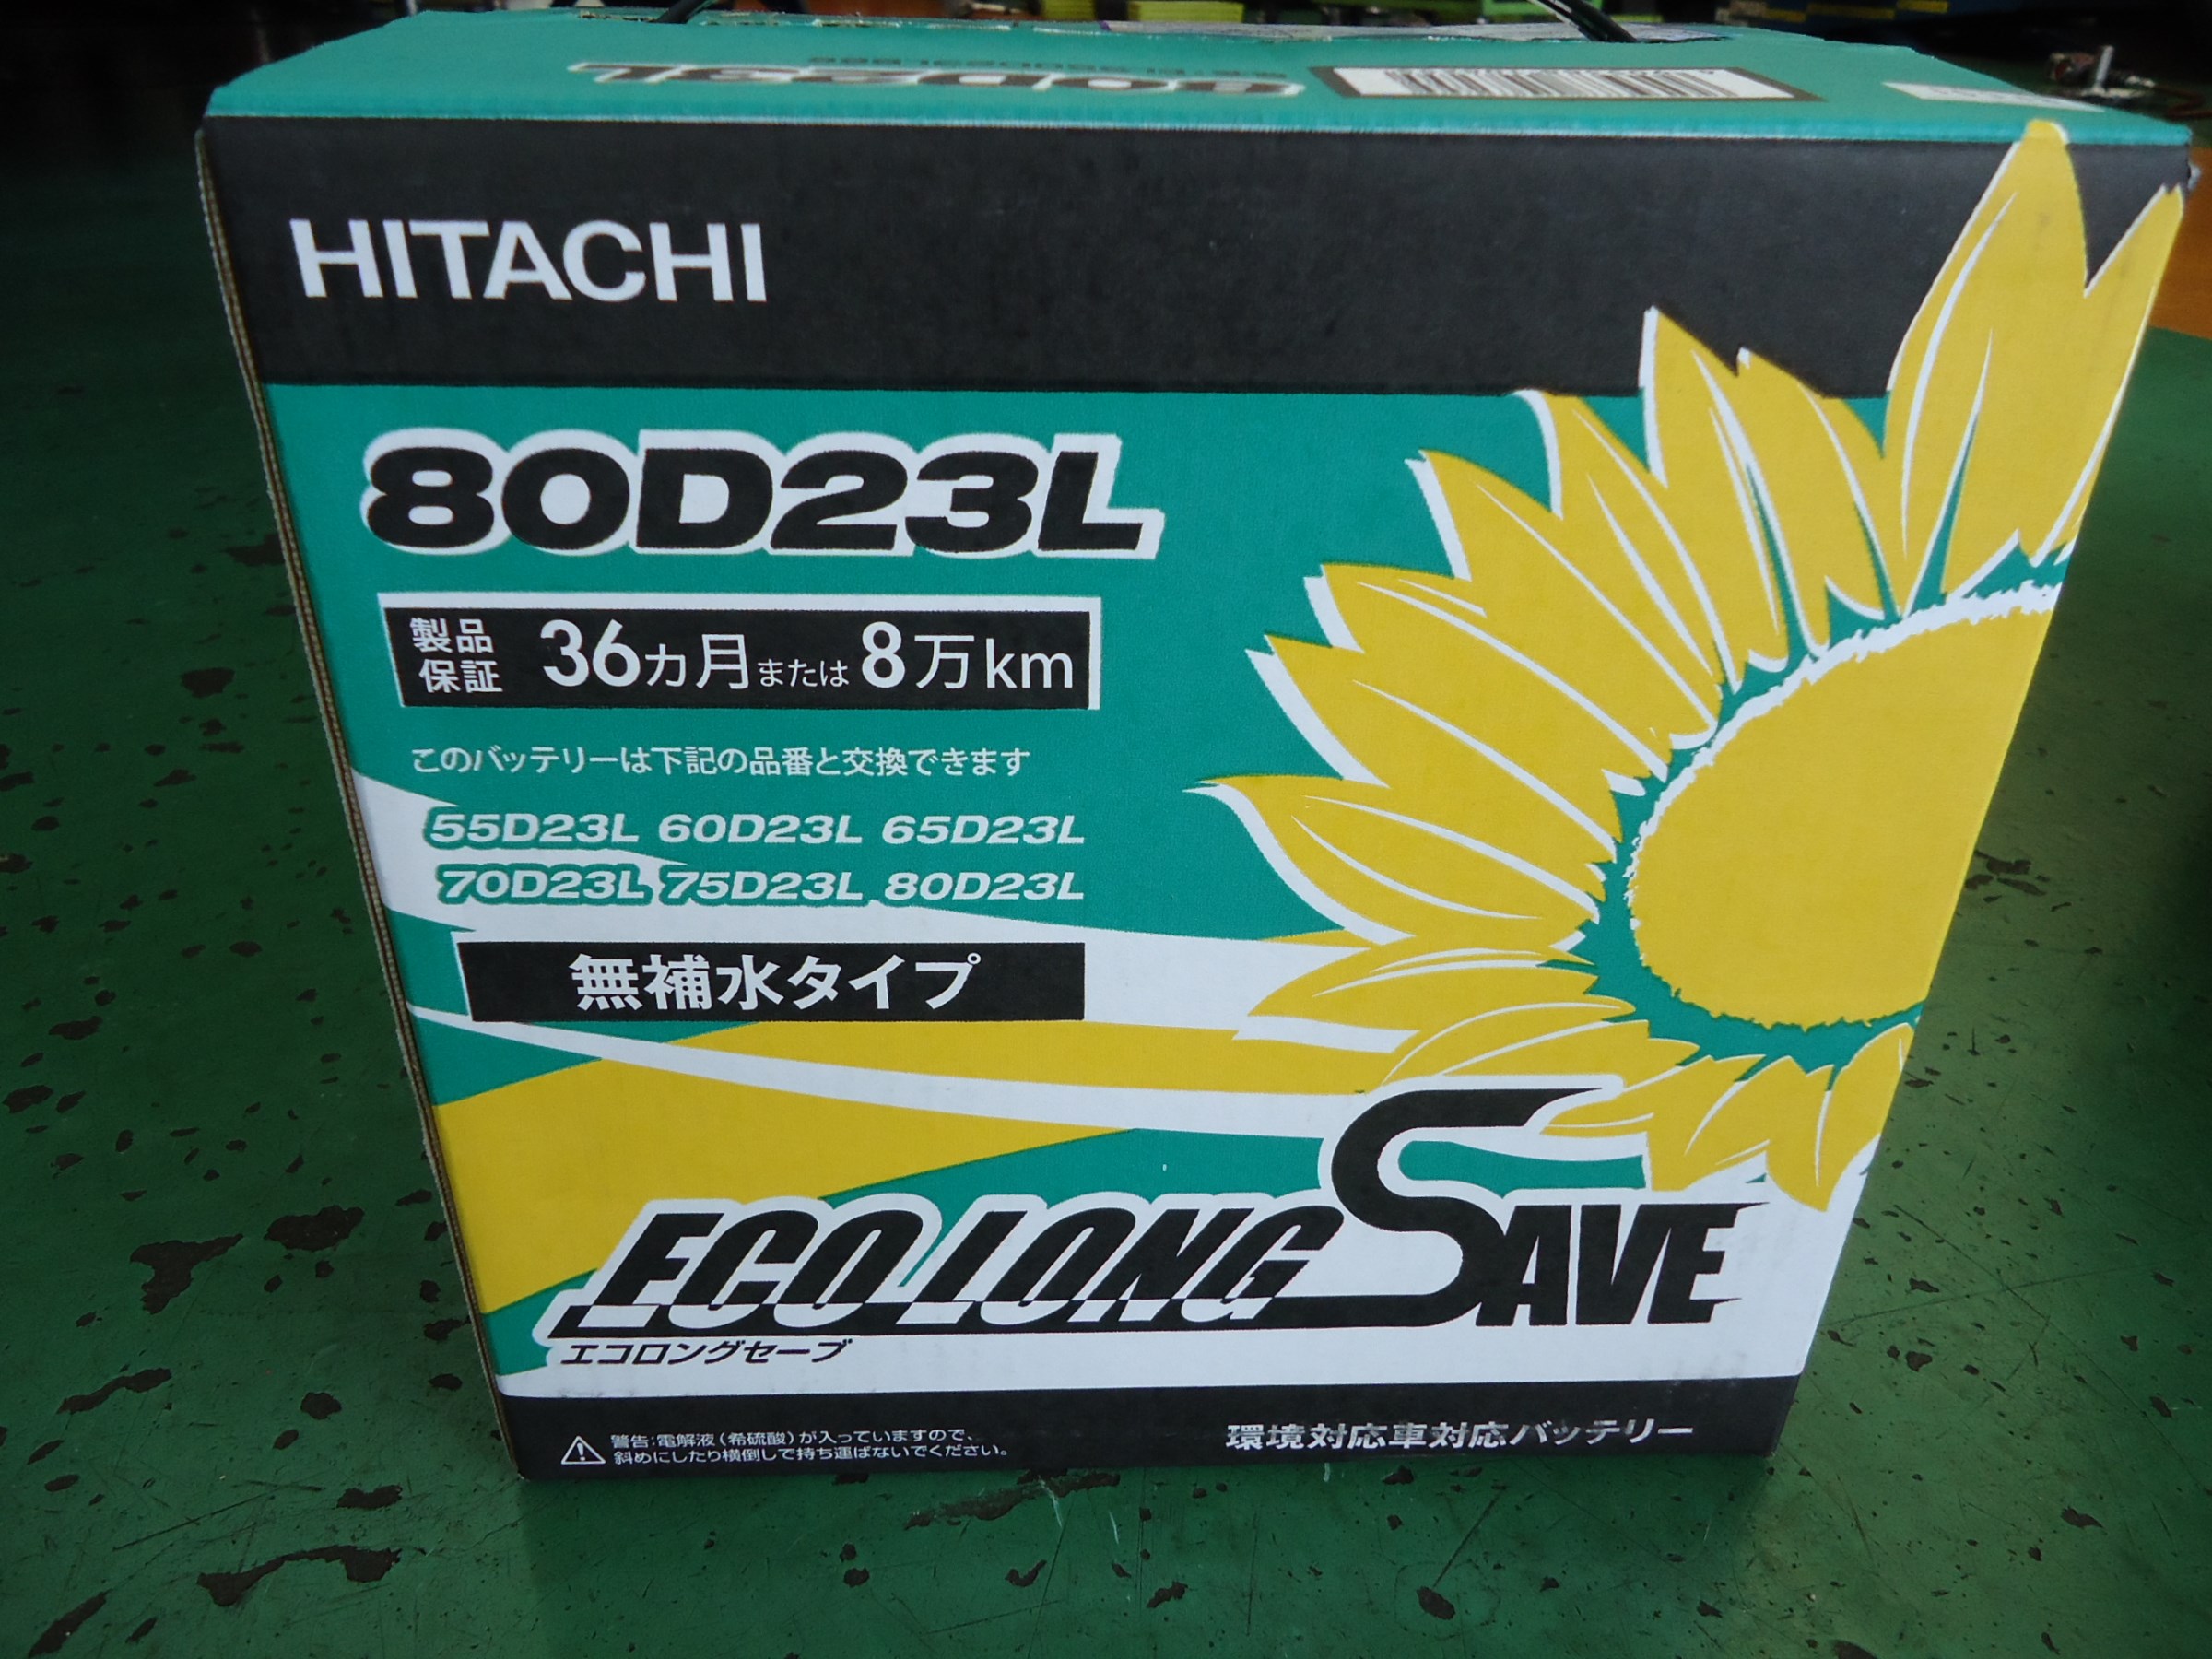 80D23L
HITACHI
80D23L
製品
保証
36カ月または8万km
このバッテリーは下記の品番と交換できます
55D23L 60D23L 65D23L
70D23L 75D23L 80D23L
無補水タイプ
ECO LONG SAVE
エコロングセーブ
警告:電解液(希硫酸)が入っていますので、
斜めにしたり横倒しで持ち運ばないでください。
環境対応車対応バッテリー